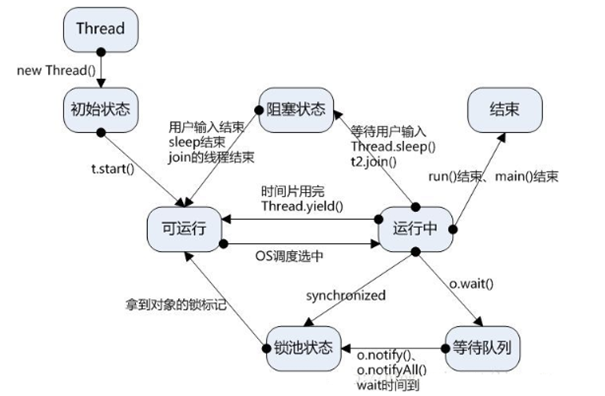 Thread
new Thread()
初始状态
阻塞状态
结束
用户输入结束
sleep结束
join的线程结束
等待用户输入
Thread.sleep()
t2.join()
t.start()
run()结束、main()结束
时间片用完
Thread.yield()
可运行
运行中
OS调度选中
o.wait()
synchronized
拿到对象的锁标记
锁池状态
o.notify()、
o.notifyAll()
wait时间到
等待队列